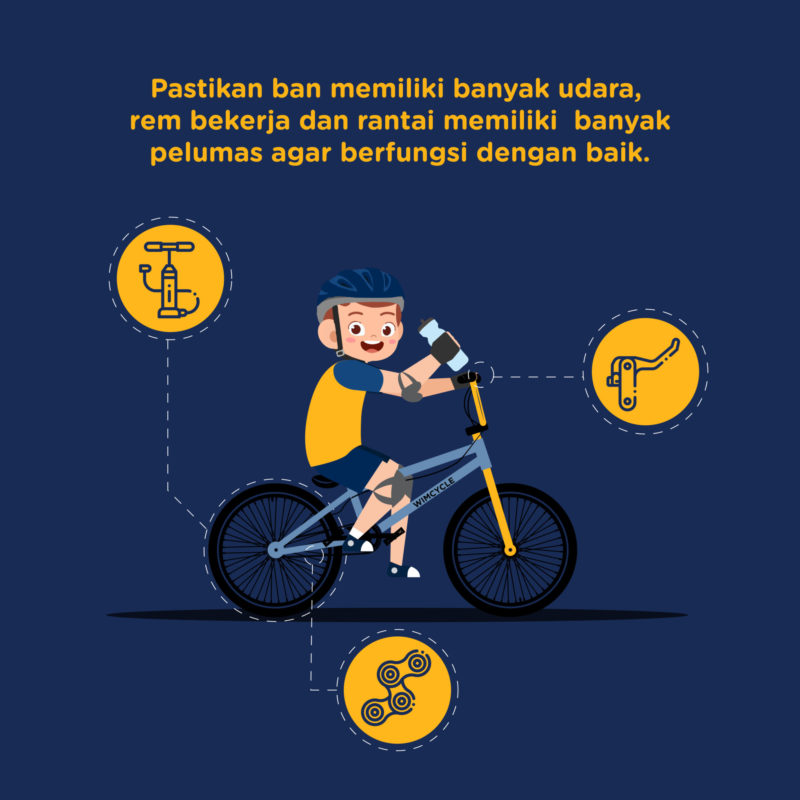 Pastikan ban memiliki banyak udara,
rem bekerja dan rantai memiliki  banyak
pelumas agar berfungsi dengan baik.
WIMCYCLE